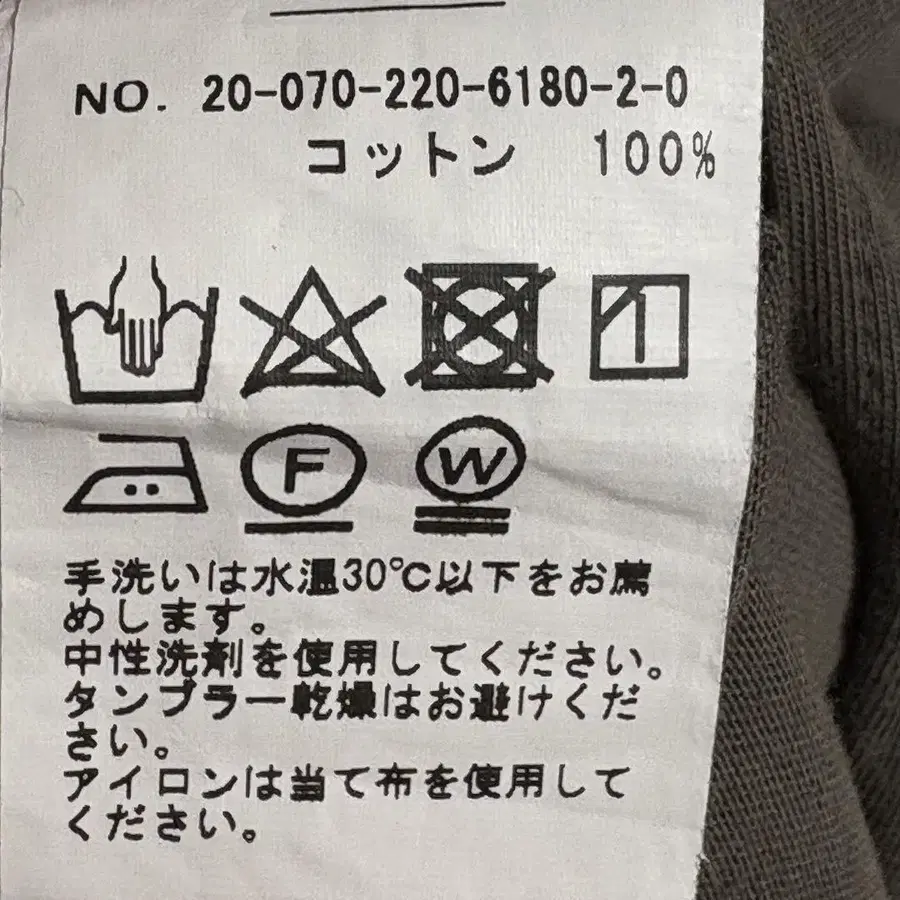 NO. 20-070-220-6180-2-0
コットン 100%
F
W
手洗いは水温30℃以下をお薦
めします。
中性洗剤を使用してください。
タンブラー乾燥はお避けくだ
さい。
アイロンは当て布を使用して
ください。